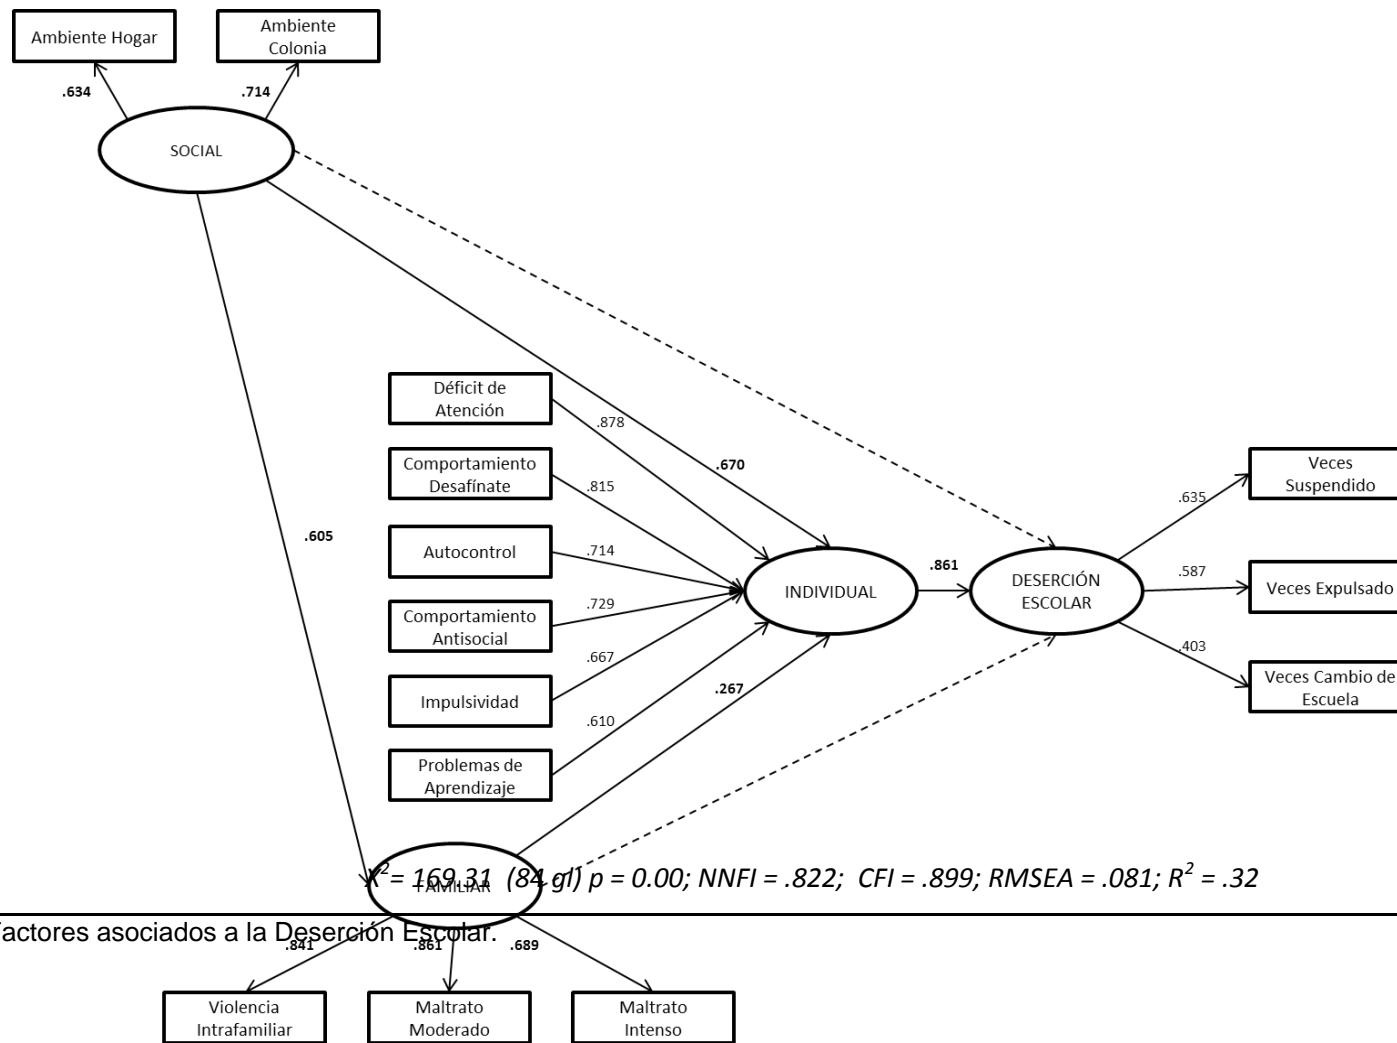 Ambiente Hogar
Ambiente
Colonia
.634
.714
SOCIAL
Déficit de
Atención
.878
Comportamiento
Desafínate
.815
.670
Veces
Suspendido
.635
.605
Autocontrol
.714
.861
INDIVIDUAL
DESERCIÓN
ESCOLAR
.587
Veces Expulsado
Comportamiento
Antisocial
.729
.667
.403
Veces Cambio de
Escuela
Impulsividad
.267
.610
Problemas de
Aprendizaje
FAMILIAR
X² = 169.31 (84 gl) p = 0.00; NNFI = .822; CFI = .899; RMSEA = .081; R² = .32
actores asociados a la Deserción Escolar.
.841
.861
.689
Violencia
Intrafamiliar
Maltrato
Moderado
Maltrato
Intenso